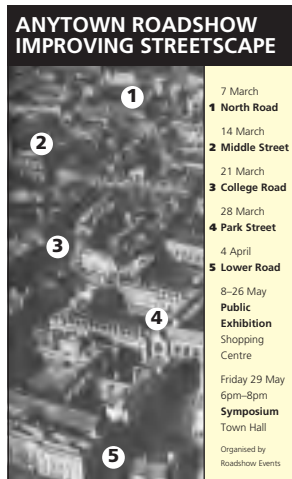 ANYTOWN ROADSHOW
IMPROVING STREETSCAPE
1
2
3
4
5
7 March
1 North Road
14 March
2 Middle Street
21 March
3 College Road
28 March
4 Park Street
4 April
5 Lower Road
8–26 May
Public
Exhibition
Shopping
Centre
Friday 29 May
6pm–8pm
Symposium
Town Hall
Organised by
Roadshow Events